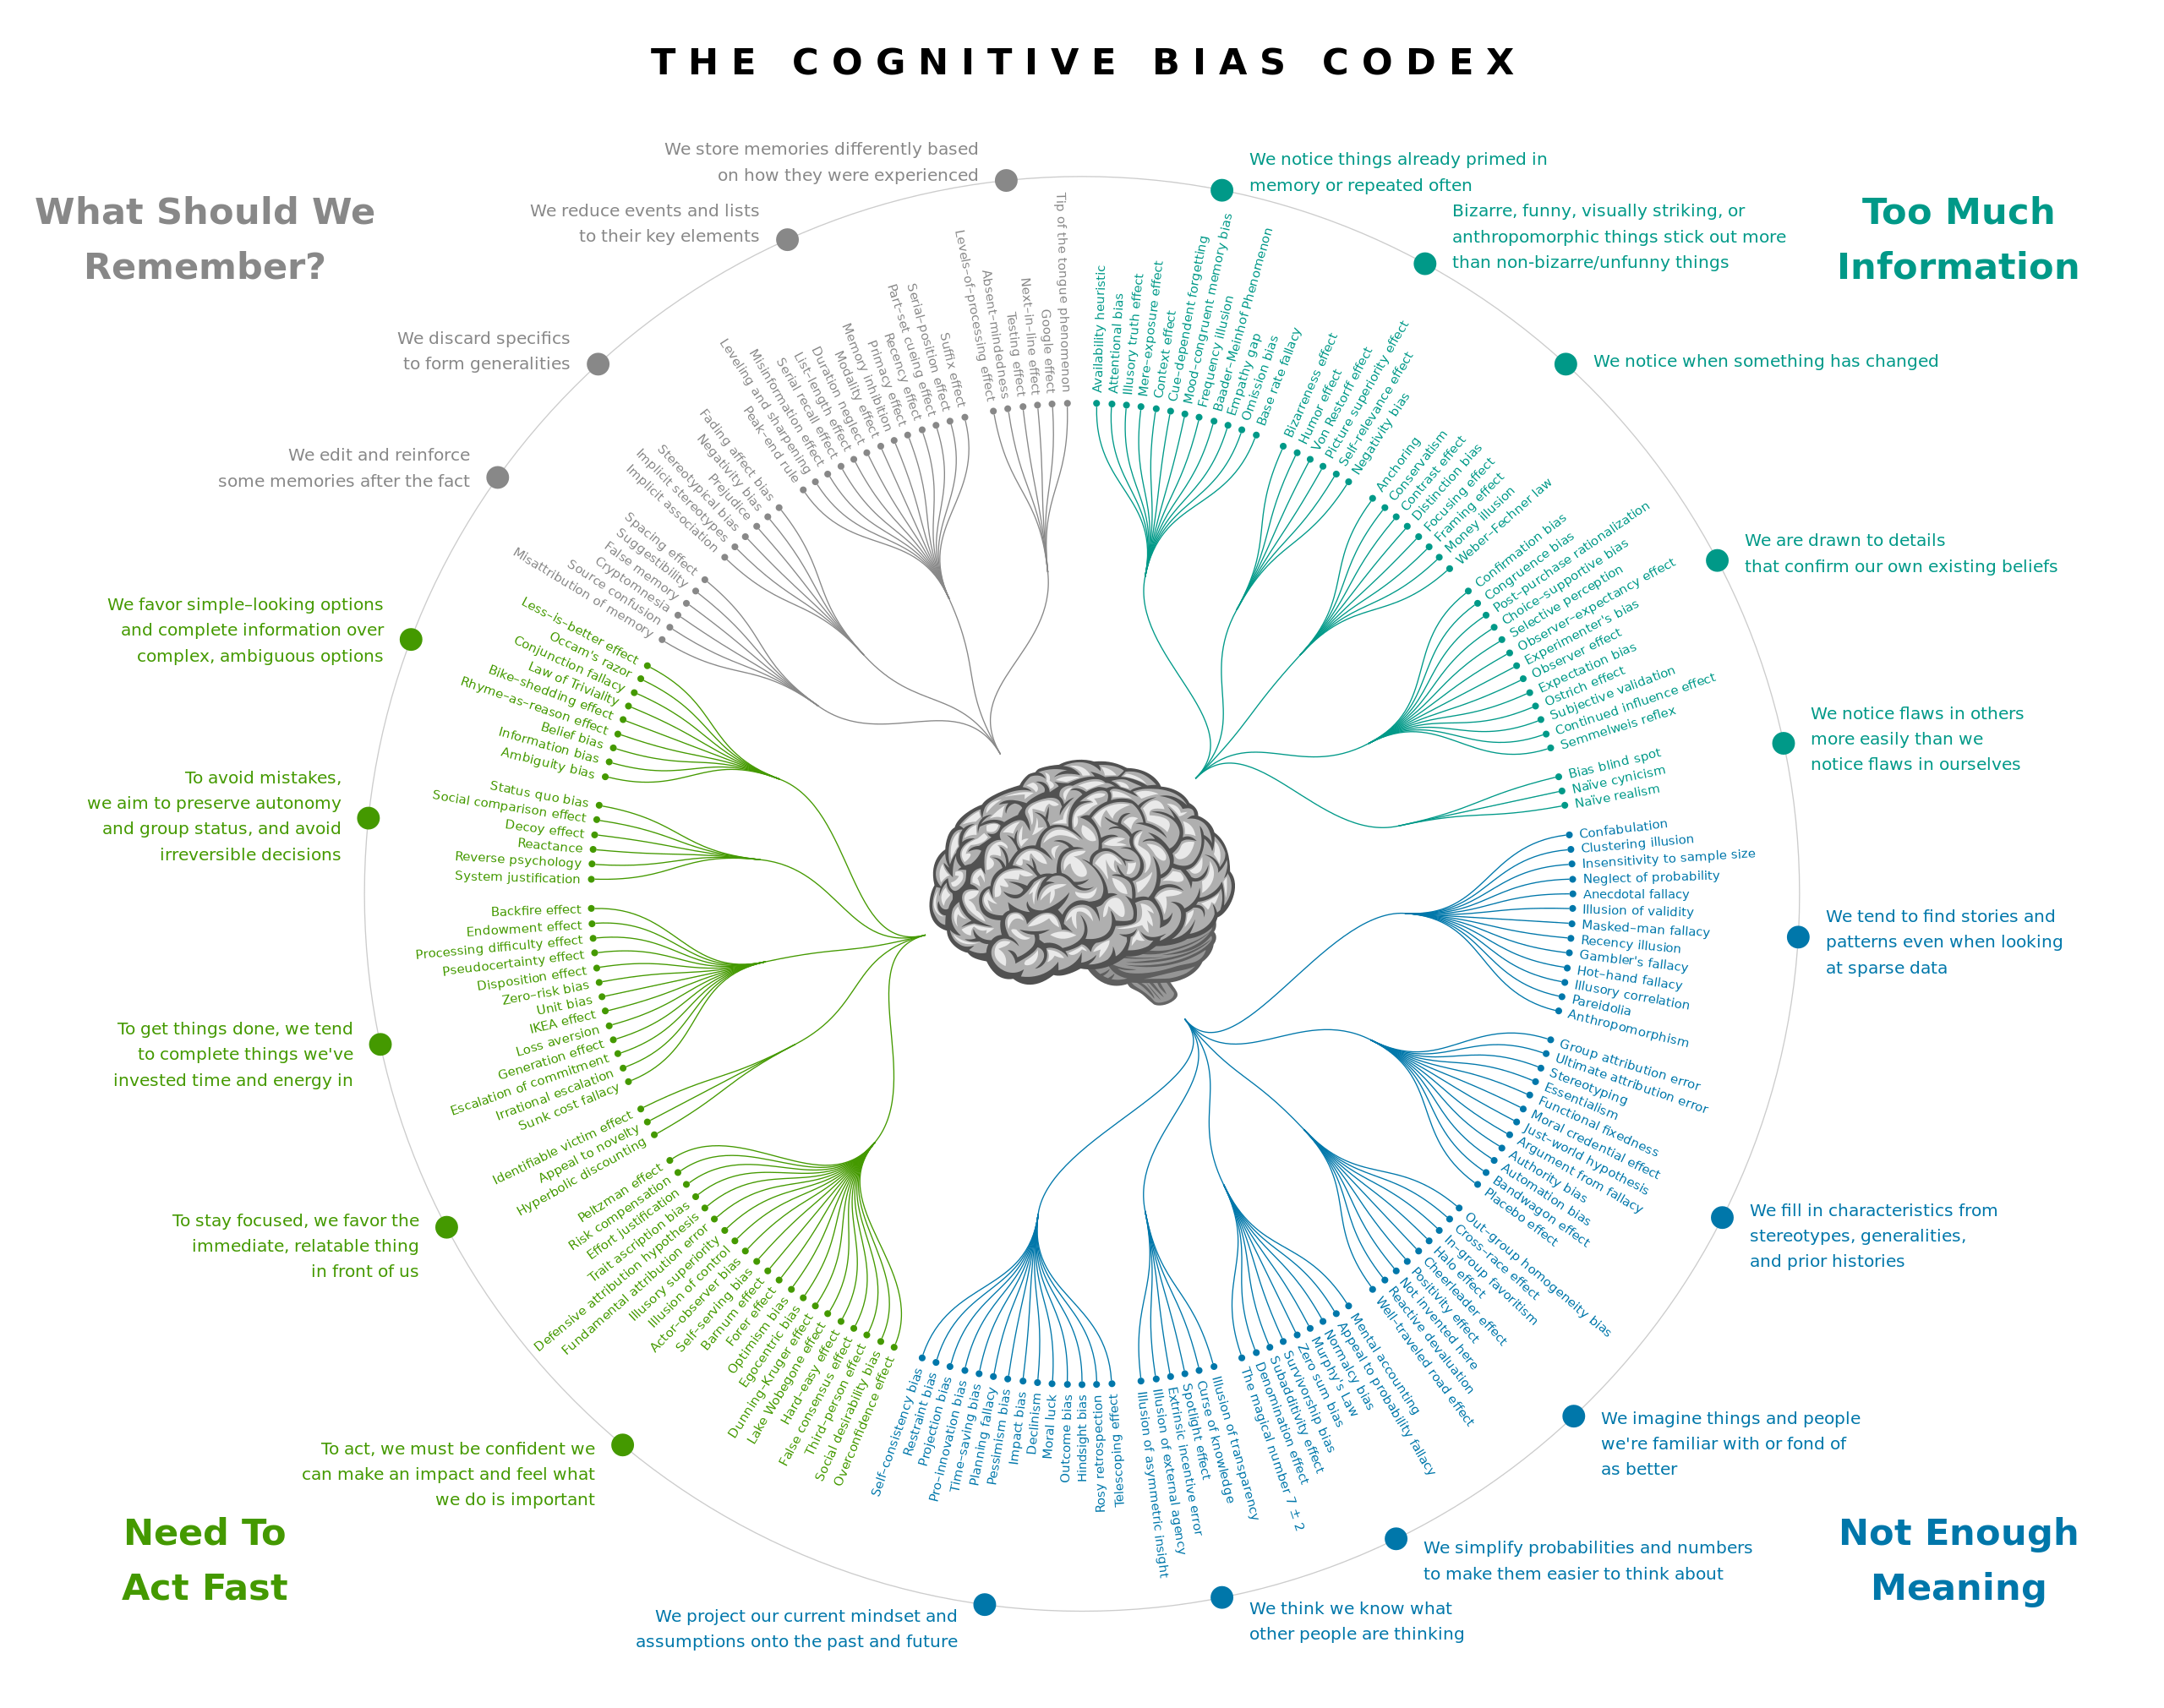 THE COGNITIVE BIAS CODEX
What Should We
Remember?
We store memories differently based
on how they were experienced
We reduce events and lists
to their key elements
We discard specifics
to form generalities
We edit and reinforce
some memories after the fact
Tip of the tongue phenomenon
Google effect
Next–in–line effect
Testing effect
Absent–mindedness
Levels–of–processing effect
Suffix effect
Serial–position effect
Part–set cueing effect
Recency effect
Primacy effect
Memory inhibition
Modality effect
Duration neglect
List–length effect
Serial recall effect
Misinformation effect
Leveling and sharpening
Peak–end rule
Fading affect bias
Negativity bias
Prejudice
Stereotypical bias
Implicit stereotypes
Implicit association
Spacing effect
Suggestibility
False memory
Cryptomnesia
Source confusion
Misattribution of memory
Too Much
Information
We notice things already primed in
memory or repeated often
Bizarre, funny, visually striking, or
anthropomorphic things stick out more
than non-bizarre/unfunny things
We notice when something has changed
We are drawn to details
that confirm our own existing beliefs
We notice flaws in others
more easily than we
notice flaws in ourselves
Availability heuristic
Attentional bias
Illusory truth effect
Mere–exposure effect
Context effect
Cue–dependent forgetting
Mood–congruent memory bias
Frequency illusion
Baader–Meinhof Phenomenon
Empathy gap
Omission bias
Base rate fallacy
Bizarreness effect
Humor effect
Von Restorff effect
Picture superiority effect
Self–relevance effect
Negativity bias
Anchoring
Conservatism
Contrast effect
Distinction bias
Focusing effect
Framing effect
Money illusion
Weber–Fechner law
Confirmation bias
Congruence bias
Post–purchase rationalization
Choice–supportive bias
Selective perception
Observer–expectancy effect
Experimenter's bias
Observer effect
Expectation bias
Ostrich effect
Subjective validation
Continued influence effect
Semmelweis reflex
Bias blind spot
Naïve cynicism
Naïve realism
Confabulation
Clustering illusion
Insensitivity to sample size
Neglect of probability
Anecdotal fallacy
Illusion of validity
Masked–man fallacy
Recency illusion
Gambler's fallacy
Hot–hand fallacy
Illusory correlation
Pareidolia
Anthropomorphism
Group attribution error
Ultimate attribution error
Stereotyping
Essentialism
Functional fixedness
Moral credential effect
Just–world hypothesis
Argument from fallacy
Authority bias
Automation bias
Bandwagon effect
Placebo effect
Out–group homogeneity bias
Cross–race effect
In–group favoritism
Halo effect
Cheerleader effect
Positivity effect
Not invented here
Reactive devaluation
Well–traveled road effect
Mental accounting
Appeal to probability fallacy
Normalcy bias
Murphy's Law
Zero sum bias
Survivorship bias
Subadditivity effect
Denomination effect
The magical number 7 ± 2
Illusion of transparency
Curse of knowledge
Spotlight effect
Extrinsic incentive error
Illusion of external agency
Illusion of asymmetric insight
Telescoping effect
Rosy retrospection
Hindsight bias
Outcome bias
Moral luck
Declinism
Impact bias
Pessimism bias
Planning fallacy
Time–saving bias
Pro–innovation bias
Projection bias
Restraint bias
Self–consistency bias
We tend to find stories and
patterns even when looking
at sparse data
We fill in characteristics from
stereotypes, generalities,
and prior histories
We imagine things and people
we're familiar with or fond of
as better
We simplify probabilities and numbers
to make them easier to think about
We think we know what
other people are thinking
We project our current mindset and
assumptions onto the past and future
Not Enough
Meaning
We favor simple–looking options
and complete information over
complex, ambiguous options
To avoid mistakes,
we aim to preserve autonomy
and group status, and avoid
irreversible decisions
To get things done, we tend
to complete things we've
invested time and energy in
To stay focused, we favor the
immediate, relatable thing
in front of us
To act, we must be confident we
can make an impact and feel what
we do is important
Less–is–better effect
Occam's razor
Conjunction fallacy
Law of Triviality
Bike–shedding effect
Rhyme–as–reason effect
Belief bias
Information bias
Ambiguity bias
Status quo bias
Social comparison effect
Decoy effect
Reactance
Reverse psychology
System justification
Backfire effect
Endowment effect
Processing difficulty effect
Pseudocertainty effect
Disposition effect
Zero–risk bias
Unit bias
IKEA effect
Loss aversion
Generation effect
Escalation of commitment
Irrational escalation
Sunk cost fallacy
Identifiable victim effect
Appeal to novelty
Hyperbolic discounting
Peltzman effect
Risk compensation
Effort justification
Trait ascription bias
Defensive attribution hypothesis
Fundamental attribution error
Illusory superiority
Illusion of control
Actor–observer bias
Self–serving bias
Barnum effect
Forer effect
Optimism bias
Egocentric bias
Dunning–Kruger effect
Lake Wobegone effect
Hard–easy effect
False consensus effect
Third–person effect
Social desirability bias
Overconfidence effect
Need To
Act Fast